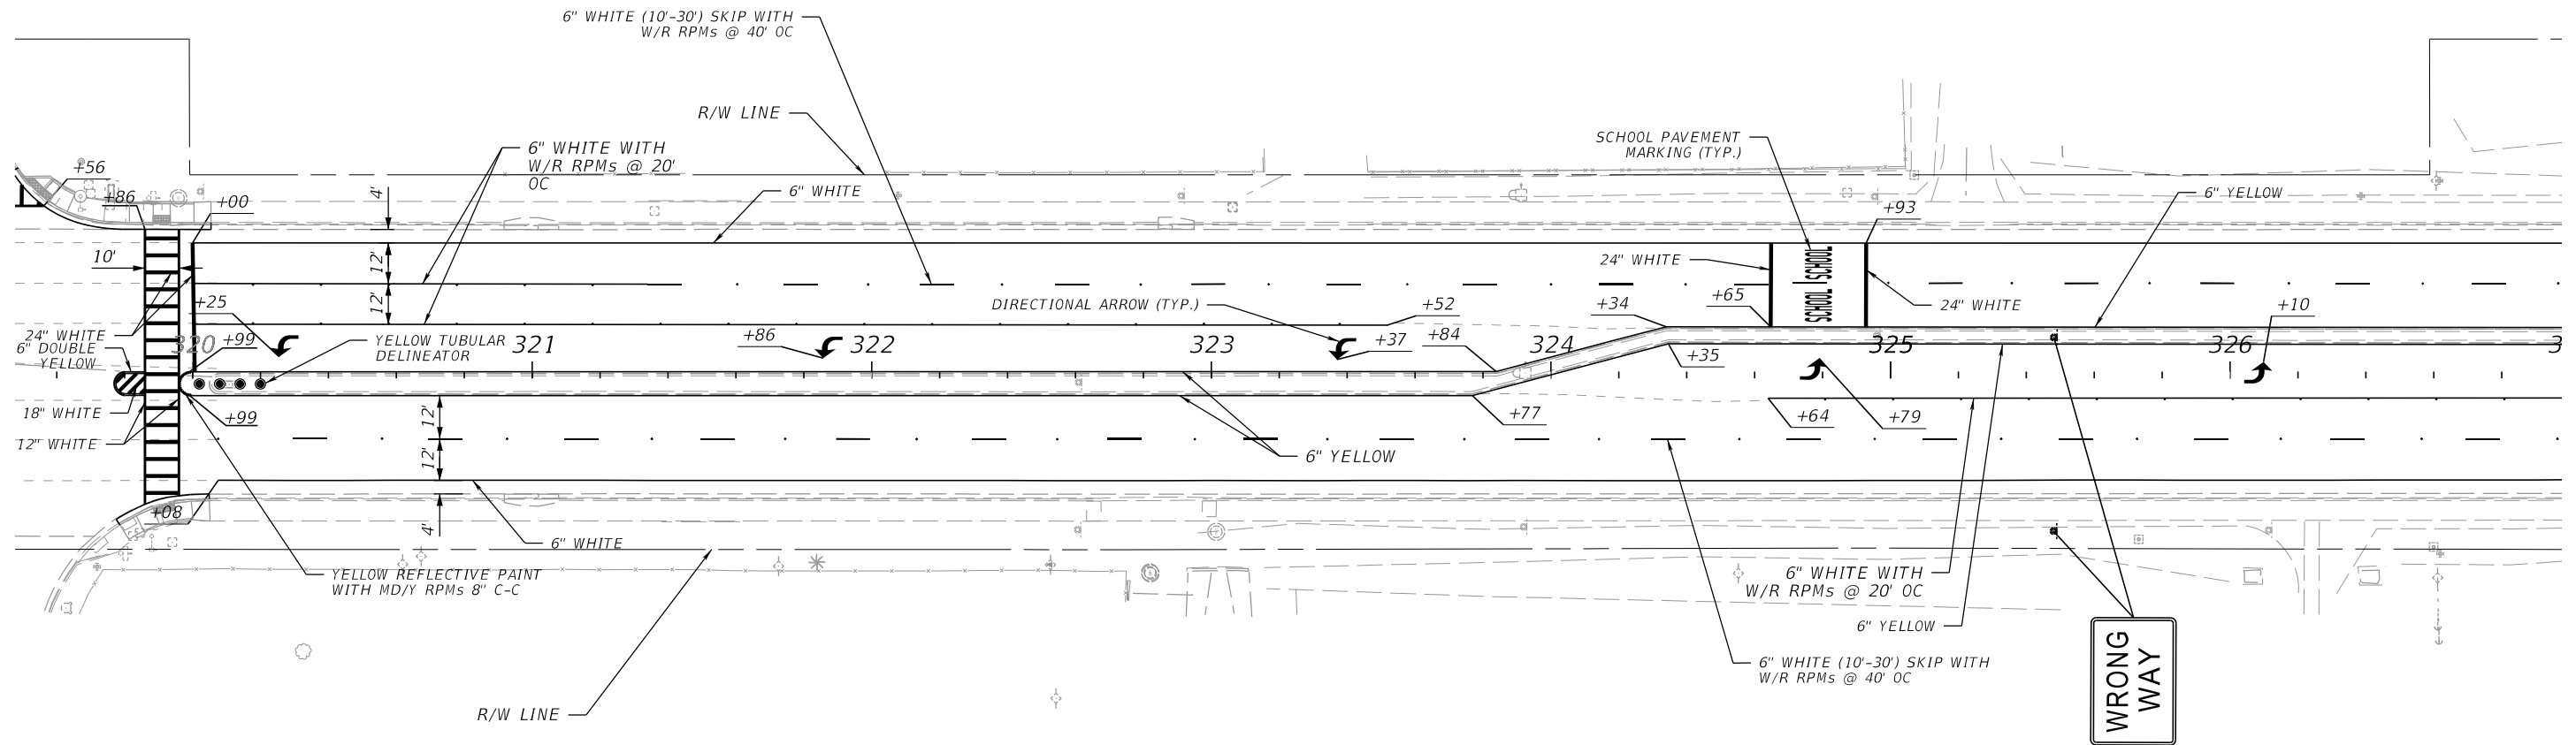 6" WHITE (10'-30') SKIP WITH
W/R RPMs @ 40' OC
R/W LINE
6" WHITE WITH
W/R RPMs @ 20'
OC
6" WHITE
4'
+56
+86
+00
10'
12'
12'
+25
24" WHITE
6" DOUBLE
YELLOW
320
+99
YELLOW TUBULAR
DELINEATOR
321
+86
322
DIRECTIONAL ARROW (TYP.)
323
+37
+52
+84
324
+34
+35
+65
SCHOOL PAVEMENT
MARKING (TYP.)
24" WHITE
SCHOOL
SCHOOL
+93
24" WHITE
6" YELLOW
325
+10
326
3
18" WHITE
12" WHITE
+99
12'
12'
+77
6" YELLOW
+64
+79
+08
4'
6" WHITE
YELLOW REFLECTIVE PAINT
WITH MD/Y RPMs 8" C-C
R/W LINE
6" WHITE WITH
W/R RPMs @ 20' OC
6" YELLOW
6" WHITE (10'-30') SKIP WITH
W/R RPMs @ 40' OC
WRONG
WAY